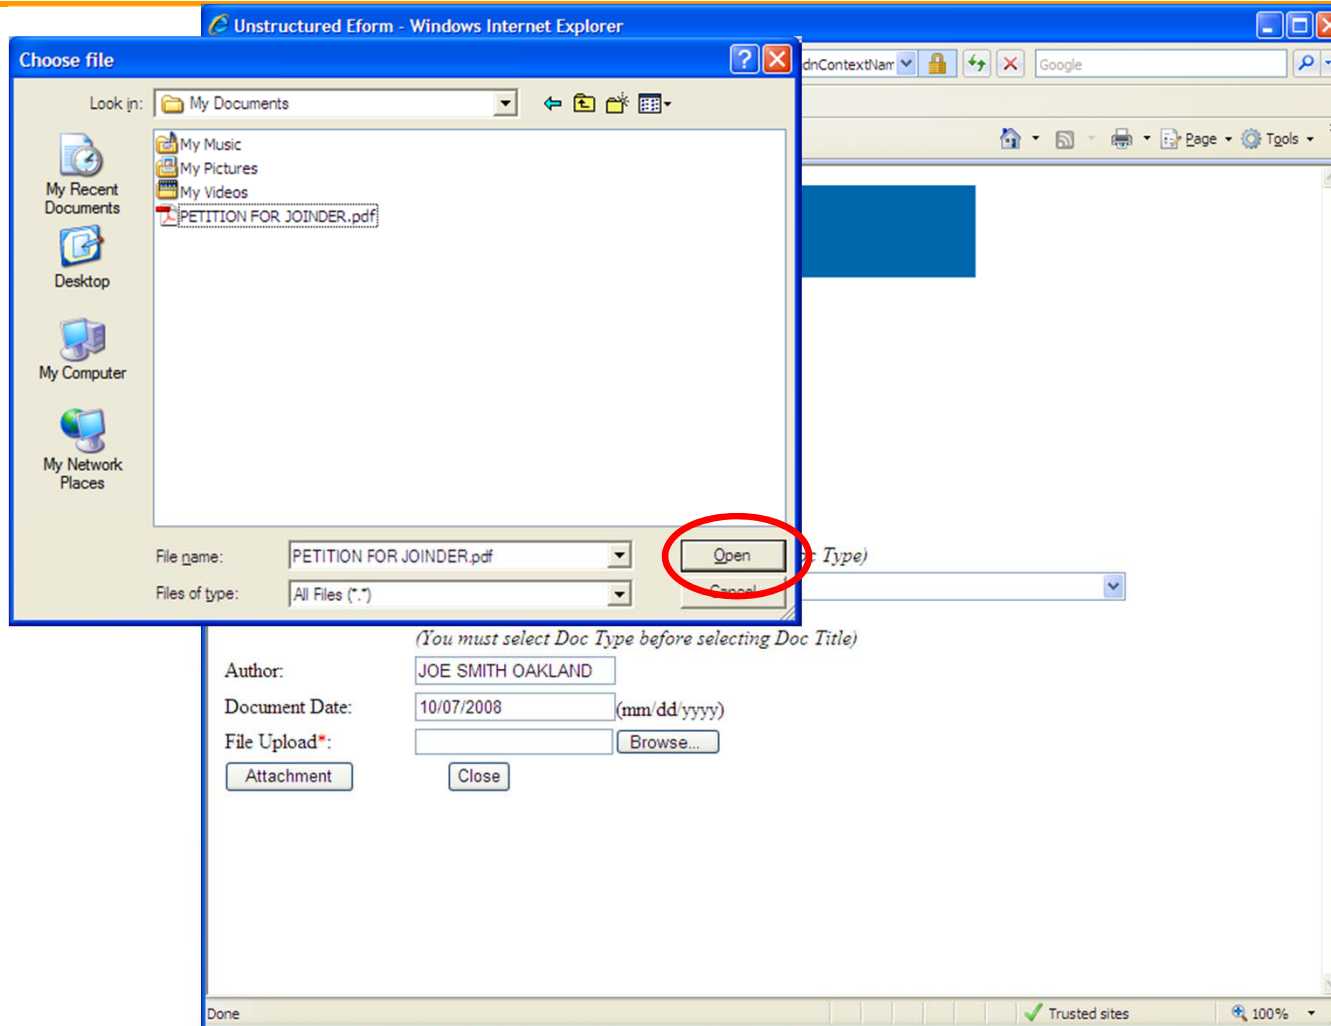 Unstructured Eform - Windows Internet Explorer
Choose file
dnContextNam
Google
Look in:
My Documents
Page
Tools
My Music
My Pictures
My Videos
PETITION FOR JOINDER.pdf
My Recent
Documents
Desktop
My Computer
My Network
Places
File name:
PETITION FOR JOINDER.pdf
Open
Files of type:
All Files (*.*)
Cancel
oc Type)
(You must select Doc Type before selecting Doc Title)
Author:
JOE SMITH OAKLAND
Document Date:
10/07/2008
(mm/dd/yyyy)
File Upload*:
Browse...
Attachment
Close
Done
Trusted sites
100%